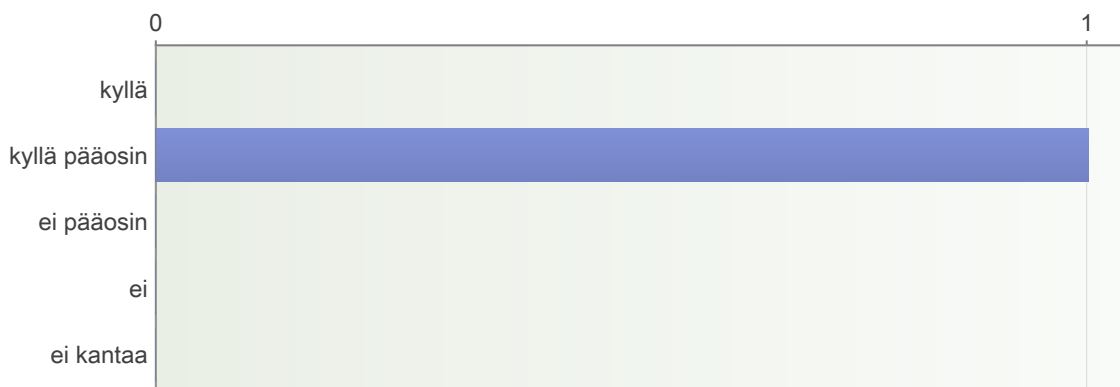 0 1
kyllä
kyllä pääosin
ei pääosin
ei
ei kantaa